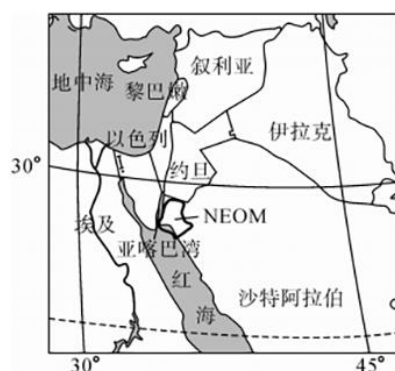 地中海
叙利亚
黎巴嫩
伊拉克
以色列
30°
约旦
NEOM
埃及
亚喀巴湾
红
海
沙特阿拉伯
30°
45°